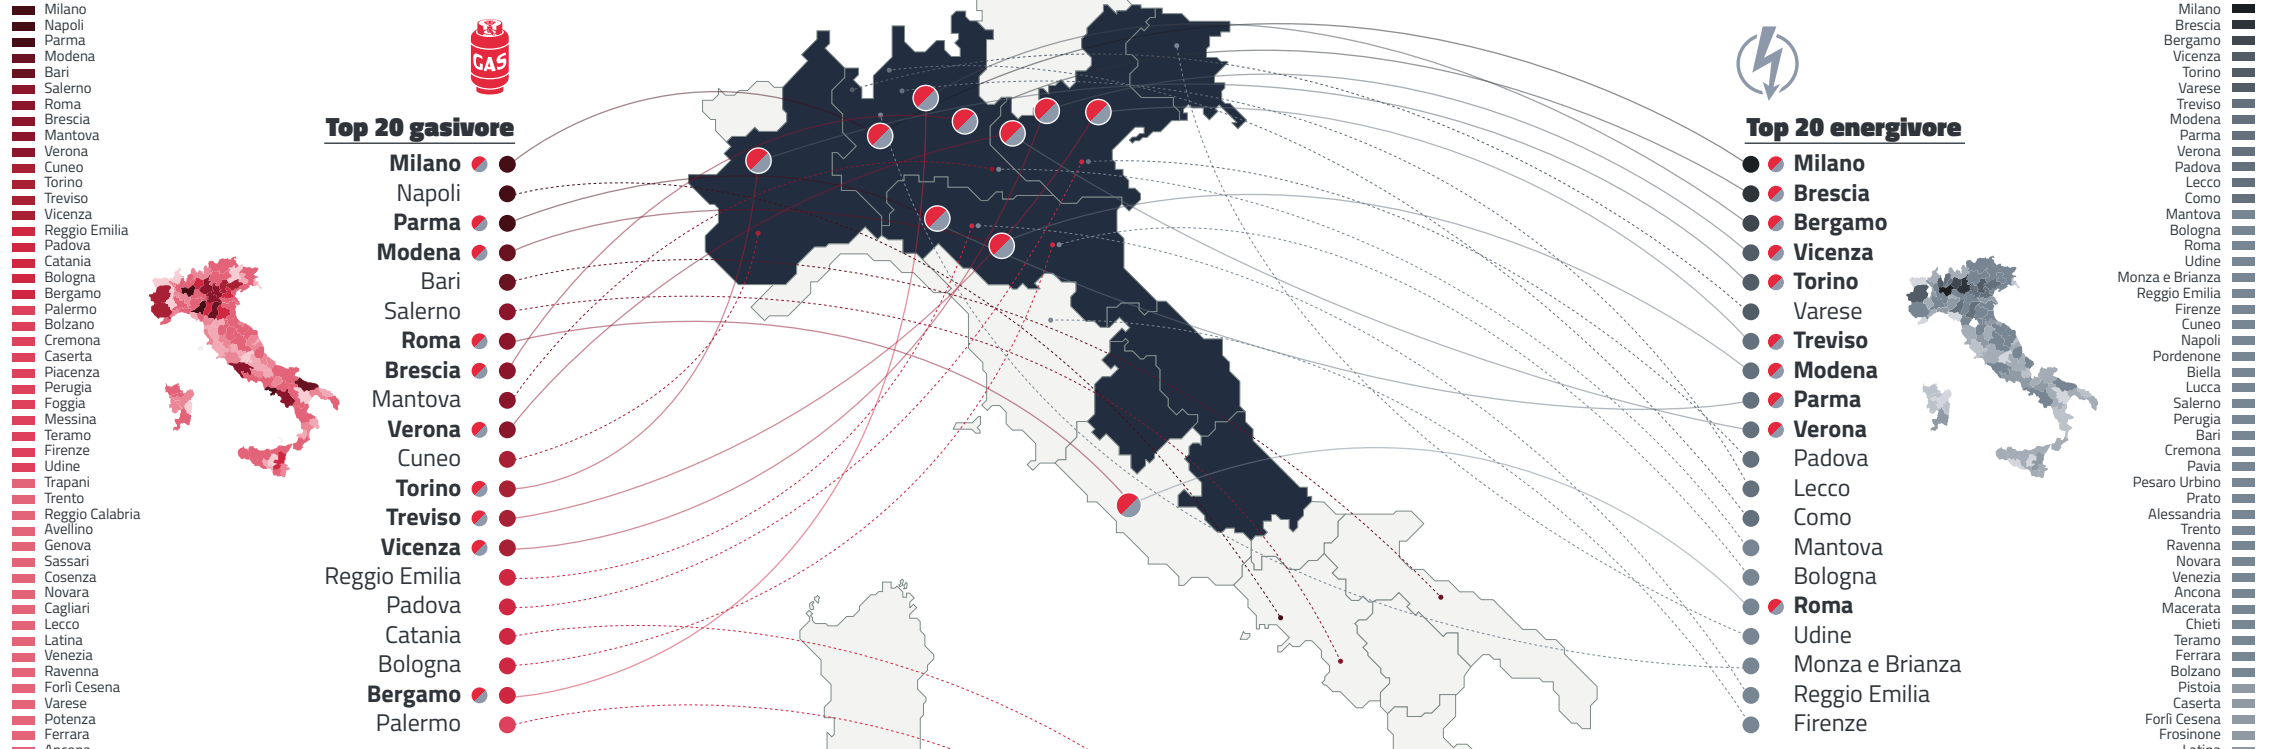 Milano
Napoli
Parma
Modena
Bari
Salerno
Roma
Brescia
Mantova
Verona
Cuneo
Torino
Treviso
Vicenza
Reggio Emilia
Padova
Catania
Bologna
Bergamo
Palermo
Bolzano
Cremona
Caserta
Piacenza
Perugia
Foggia
Messina
Teramo
Firenze
Udine
Trapani
Trento
Reggio Calabria
Avellino
Genova
Sassari
Cosenza
Novara
Cagliari
Lecco
Latina
Venezia
Ravenna
Forlì Cesena
Varese
Potenza
Ferrara
GAS
Top 20 gasivore
Milano
Napoli
Parma
Modena
Bari
Salerno
Roma
Brescia
Mantova
Verona
Cuneo
Torino
Treviso
Vicenza
Reggio Emilia
Padova
Catania
Bologna
Bergamo
Palermo
Top 20 energivore
Milano
Brescia
Bergamo
Vicenza
Torino
Varese
Treviso
Modena
Parma
Verona
Padova
Lecco
Como
Mantova
Bologna
Roma
Udine
Monza e Brianza
Reggio Emilia
Firenze
Milano
Brescia
Bergamo
Vicenza
Torino
Varese
Treviso
Modena
Parma
Verona
Padova
Lecco
Como
Mantova
Bologna
Roma
Udine
Monza e Brianza
Reggio Emilia
Firenze
Cuneo
Napoli
Pordenone
Biella
Lucca
Salerno
Perugia
Bari
Cremona
Pavia
Pesaro Urbino
Prato
Alessandria
Trento
Ravenna
Novara
Venezia
Ancona
Macerata
Chieti
Teramo
Ferrara
Bolzano
Pistoia
Caserta
Forlì Cesena
Frosinone